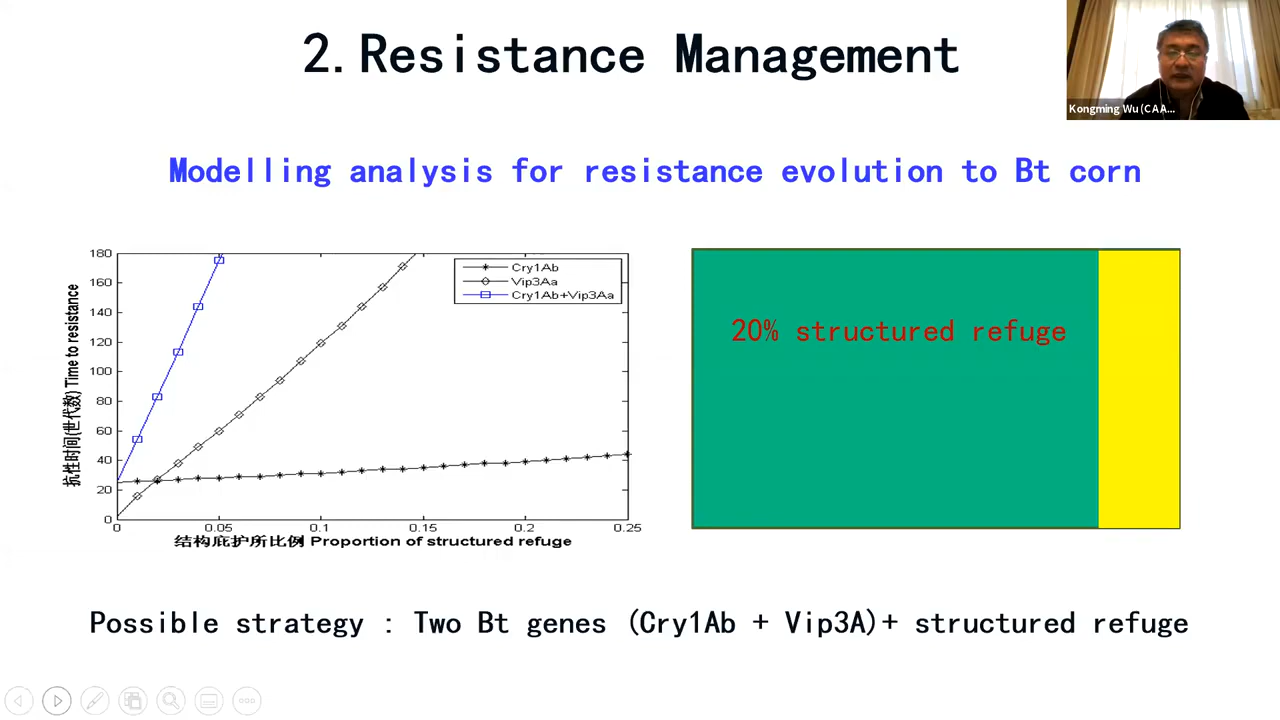 2.Resistance Management
Kongming Wu (CAA...
Modelling analysis for resistance evolution to Bt corn
抗性时间(世代数) Time to resistance
180
160
140
120
100
80
60
40
20
0
0
0.05
0.1
0.15
0.2
0.25
Cry1Ab
Vip3Aa
Cry1Ab+Vip3Aa
结构庇护所比例 Proportion of structured refuge
20% structured refuge
Possible strategy : Two Bt genes (Cry1Ab + Vip3A)+ structured refuge